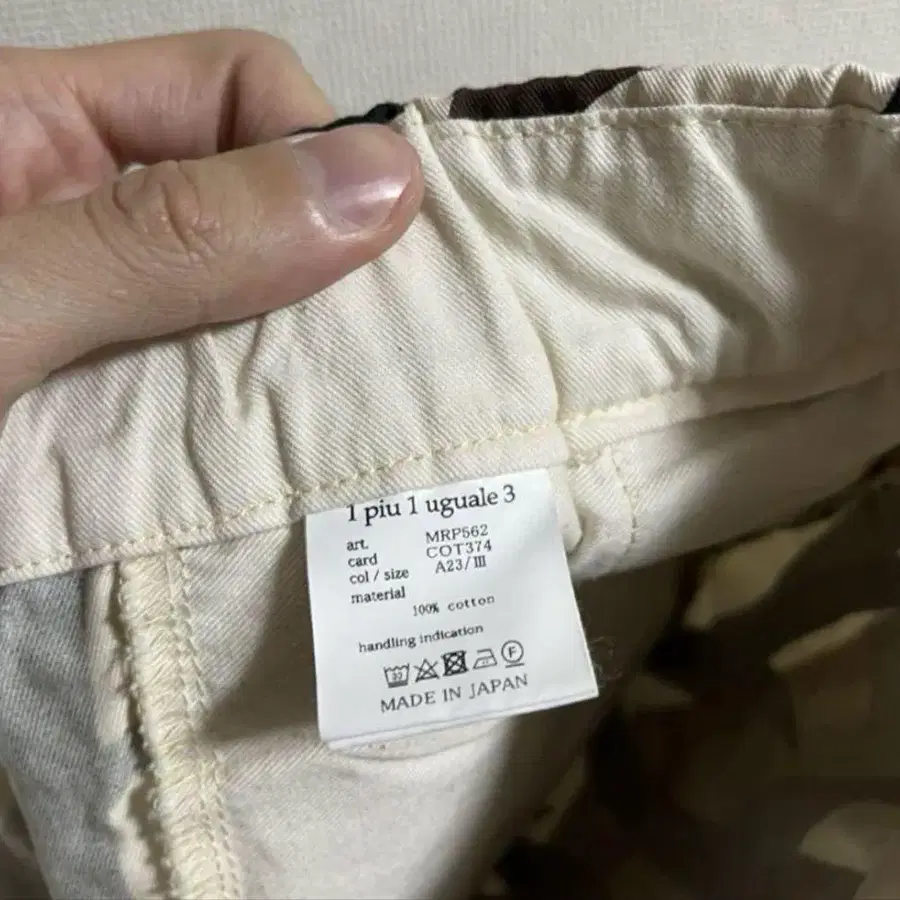 1 piu 1 uguale 3
art. MRP562
card COT374
col / size A23/III
material
100% cotton
handling indication
MADE IN JAPAN